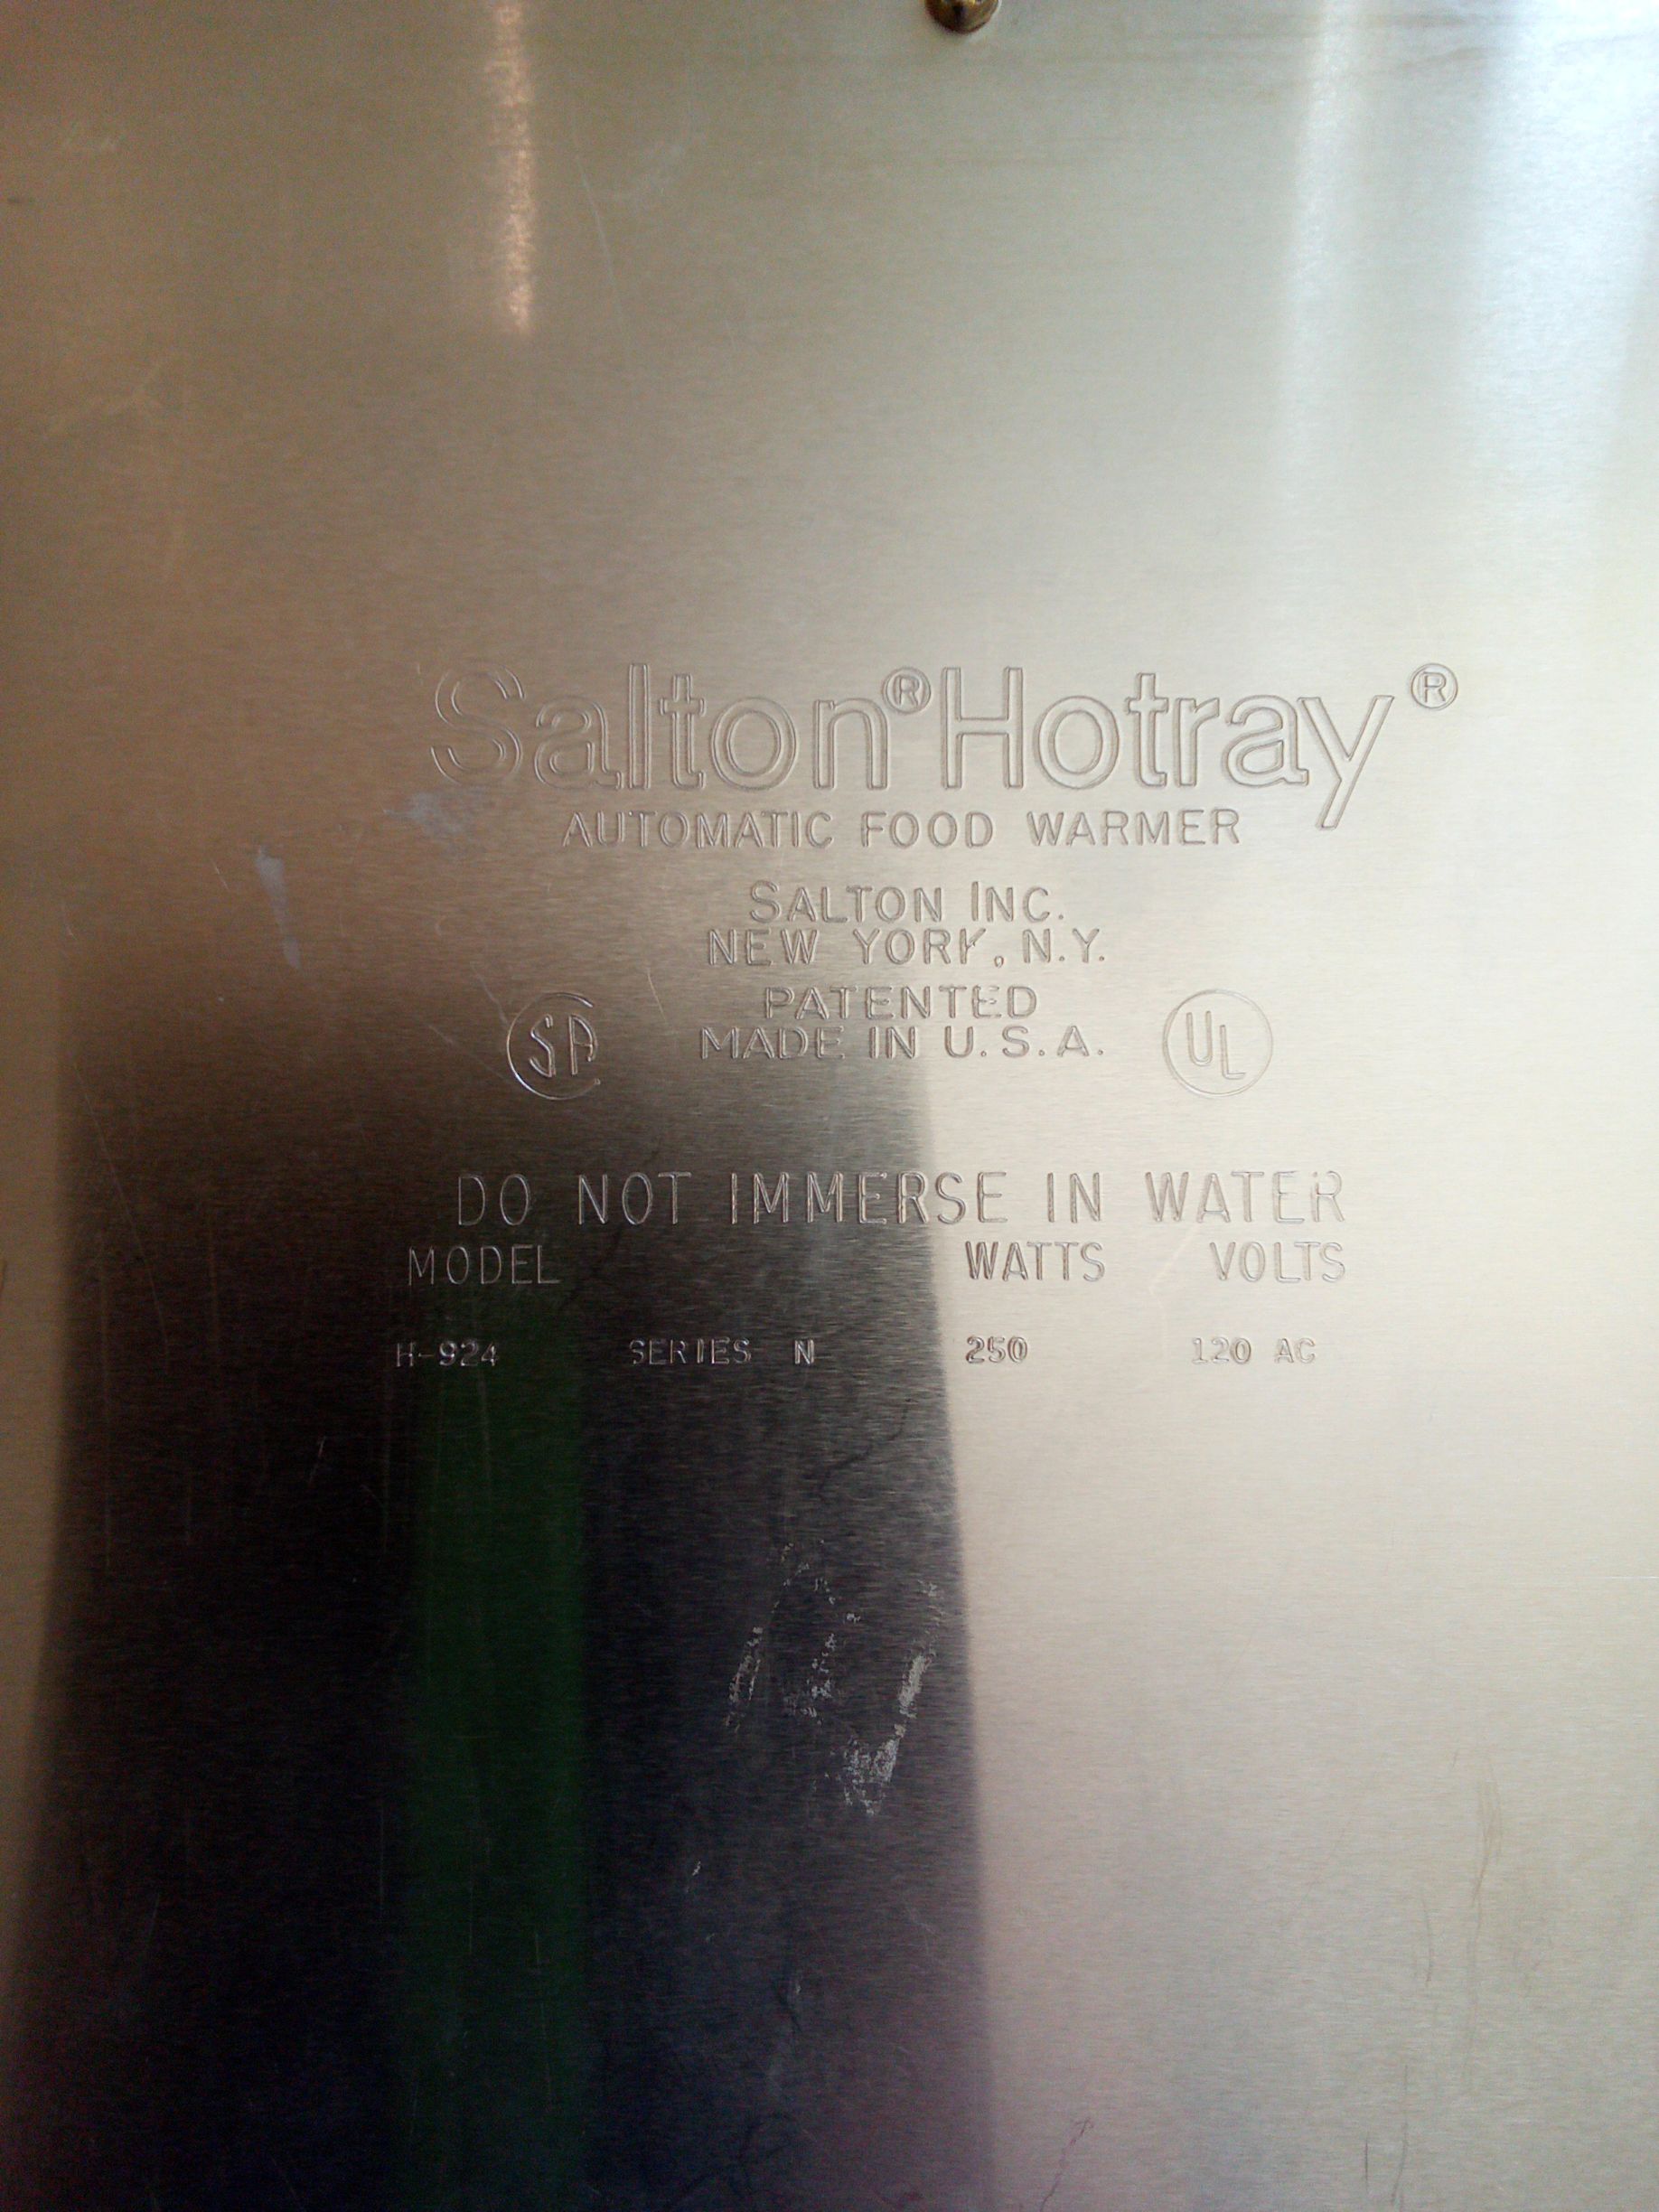 Salton® Hotray®
AUTOMATIC FOOD WARMER
SALTON INC.
NEW YORK, N.Y.
PATENTED
MADE IN U.S.A.
SA
UL
DO NOT IMMERSE IN WATER
MODEL WATTS VOLTS
H-924 SERIES N 250 120 AC